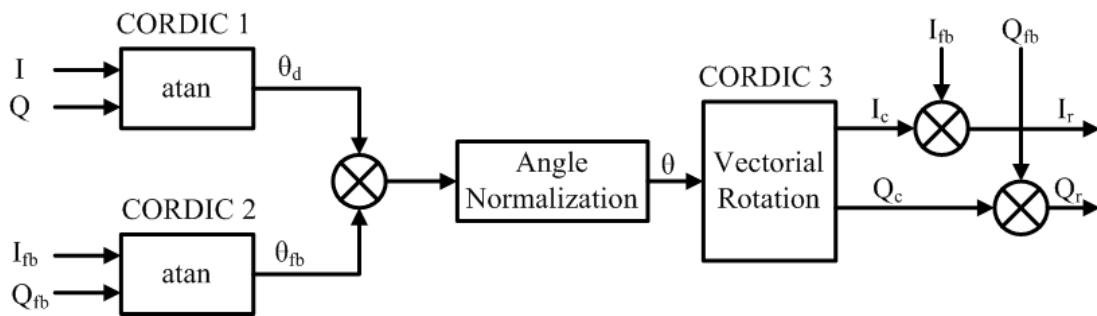 CORDIC 1
I
Q
atan
θd
CORDIC 2
Ifb
Qfb
atan
θfb
Angle
Normalization
θ
CORDIC 3
Vectorial
Rotation
Ic
Qc
Ifb
Qfb
Ir
Qr